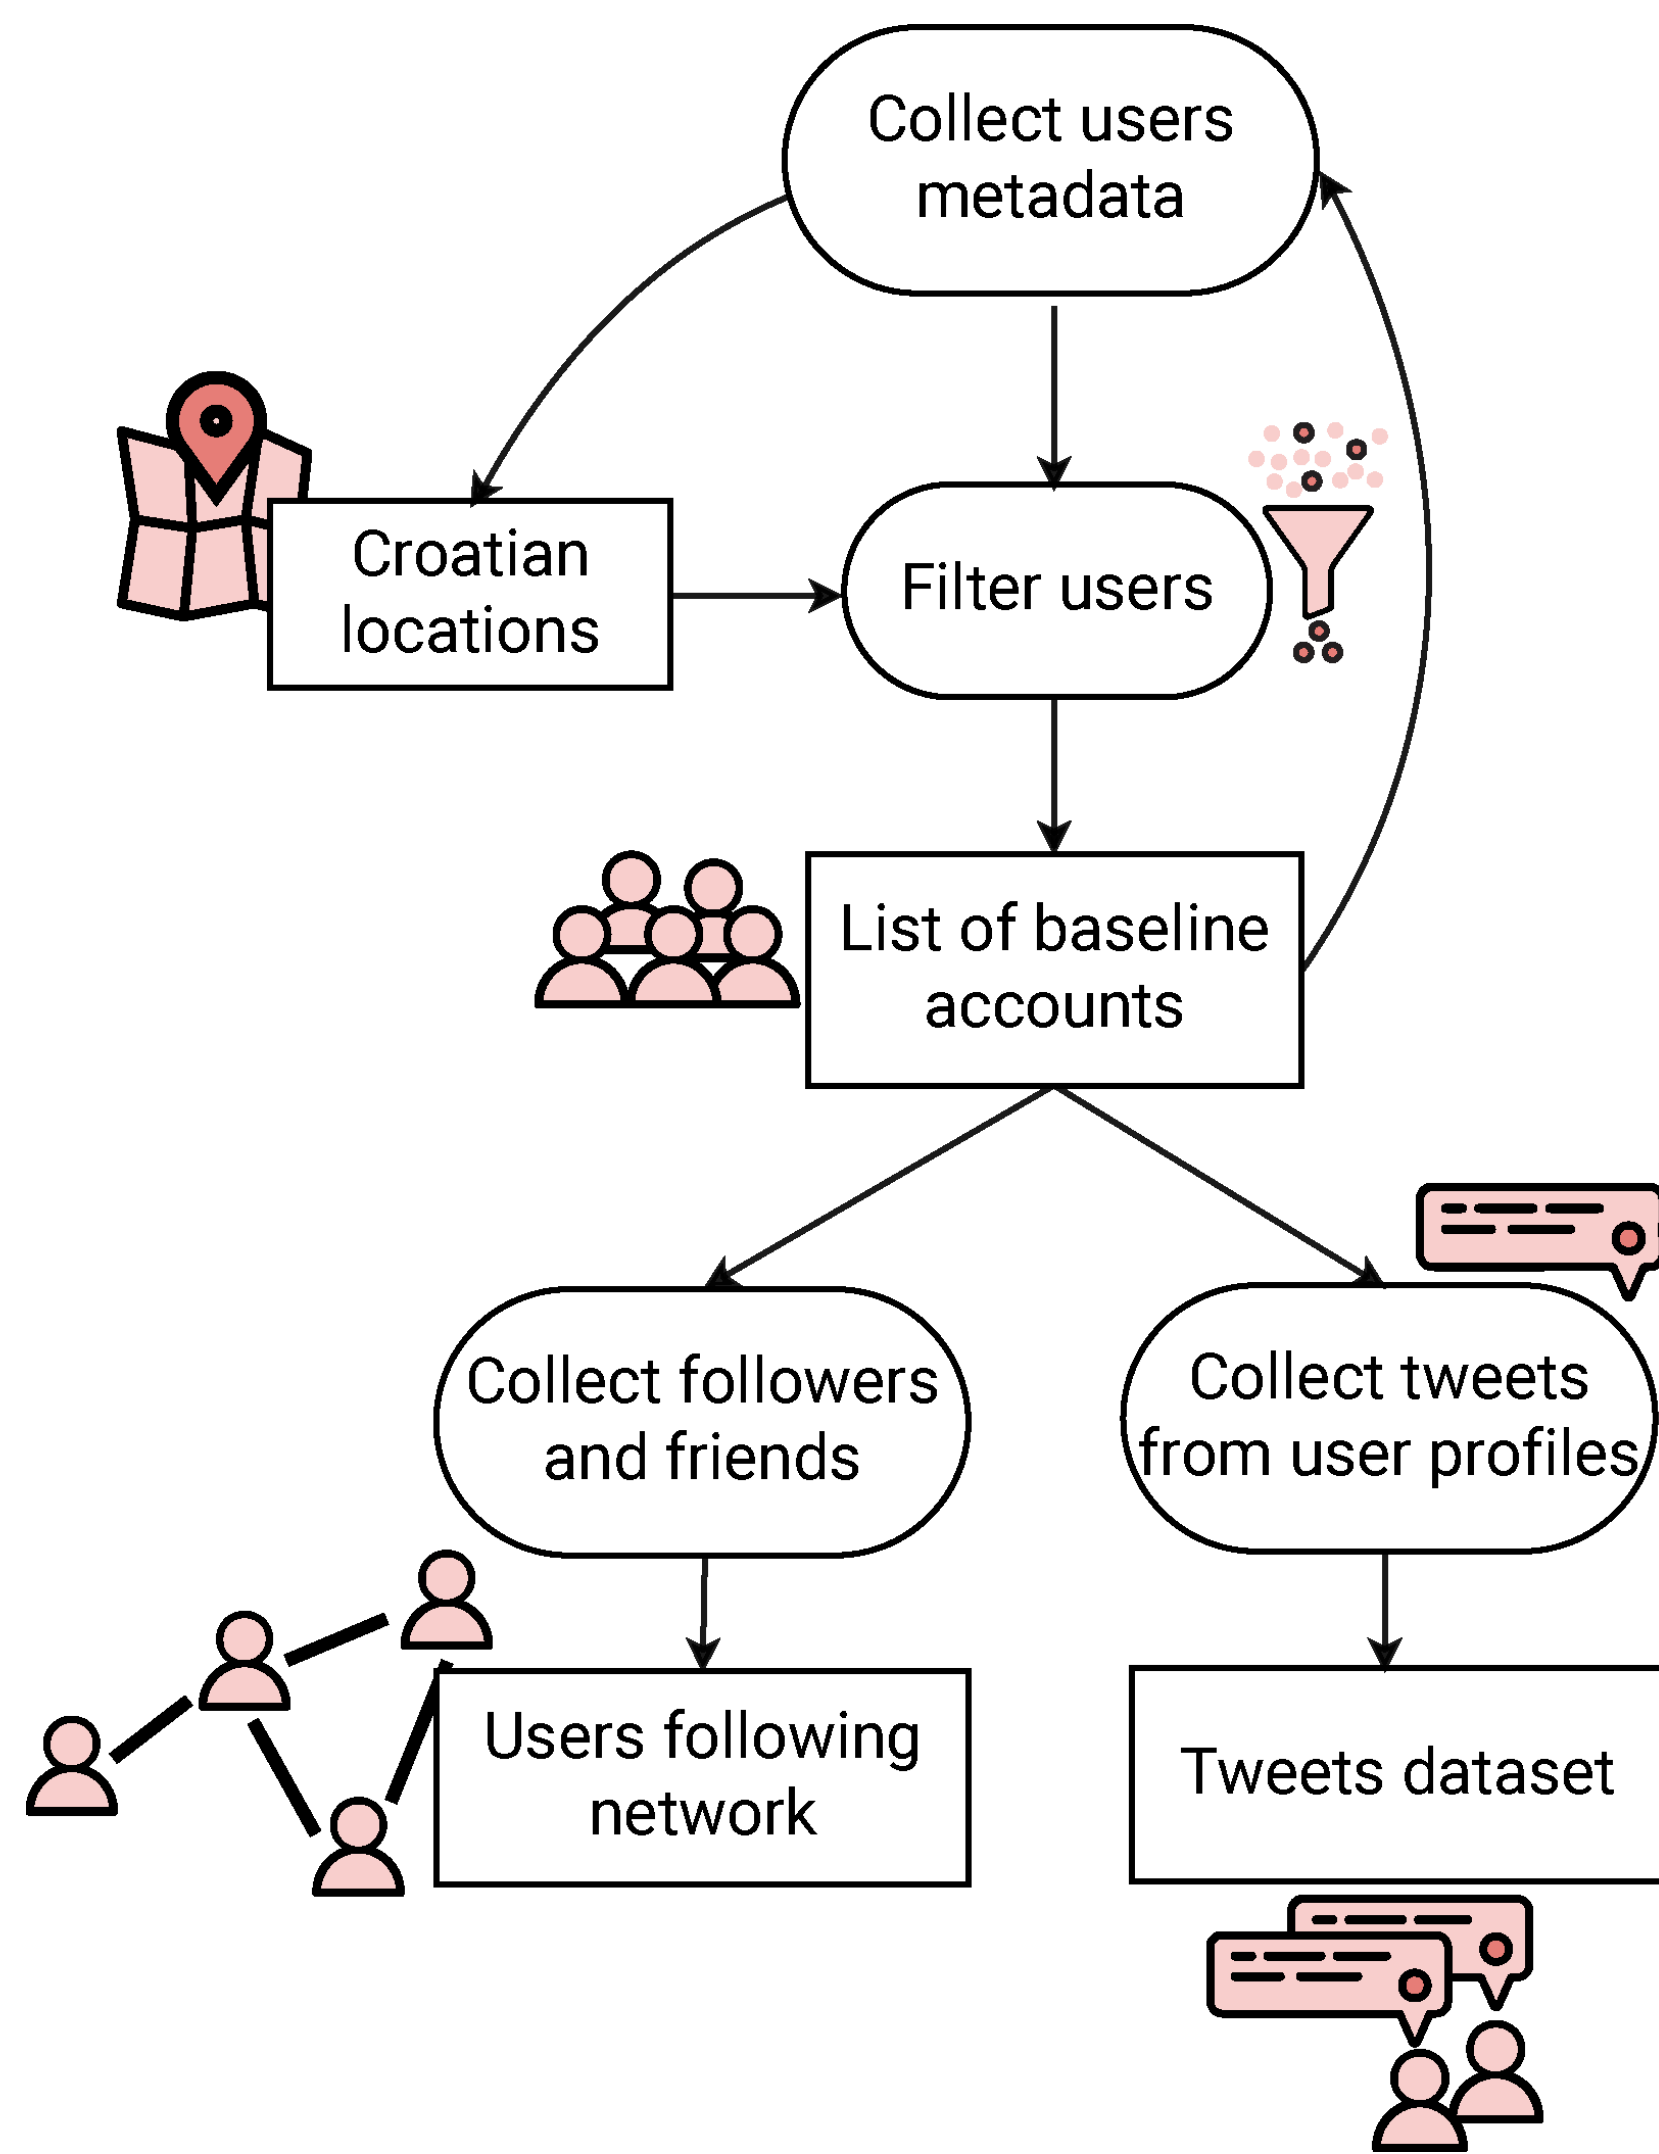 Collect users
metadata
Croatian
locations
Filter users
List of baseline
accounts
Collect followers
and friends
Collect tweets
from user profiles
Users following
network
Tweets dataset